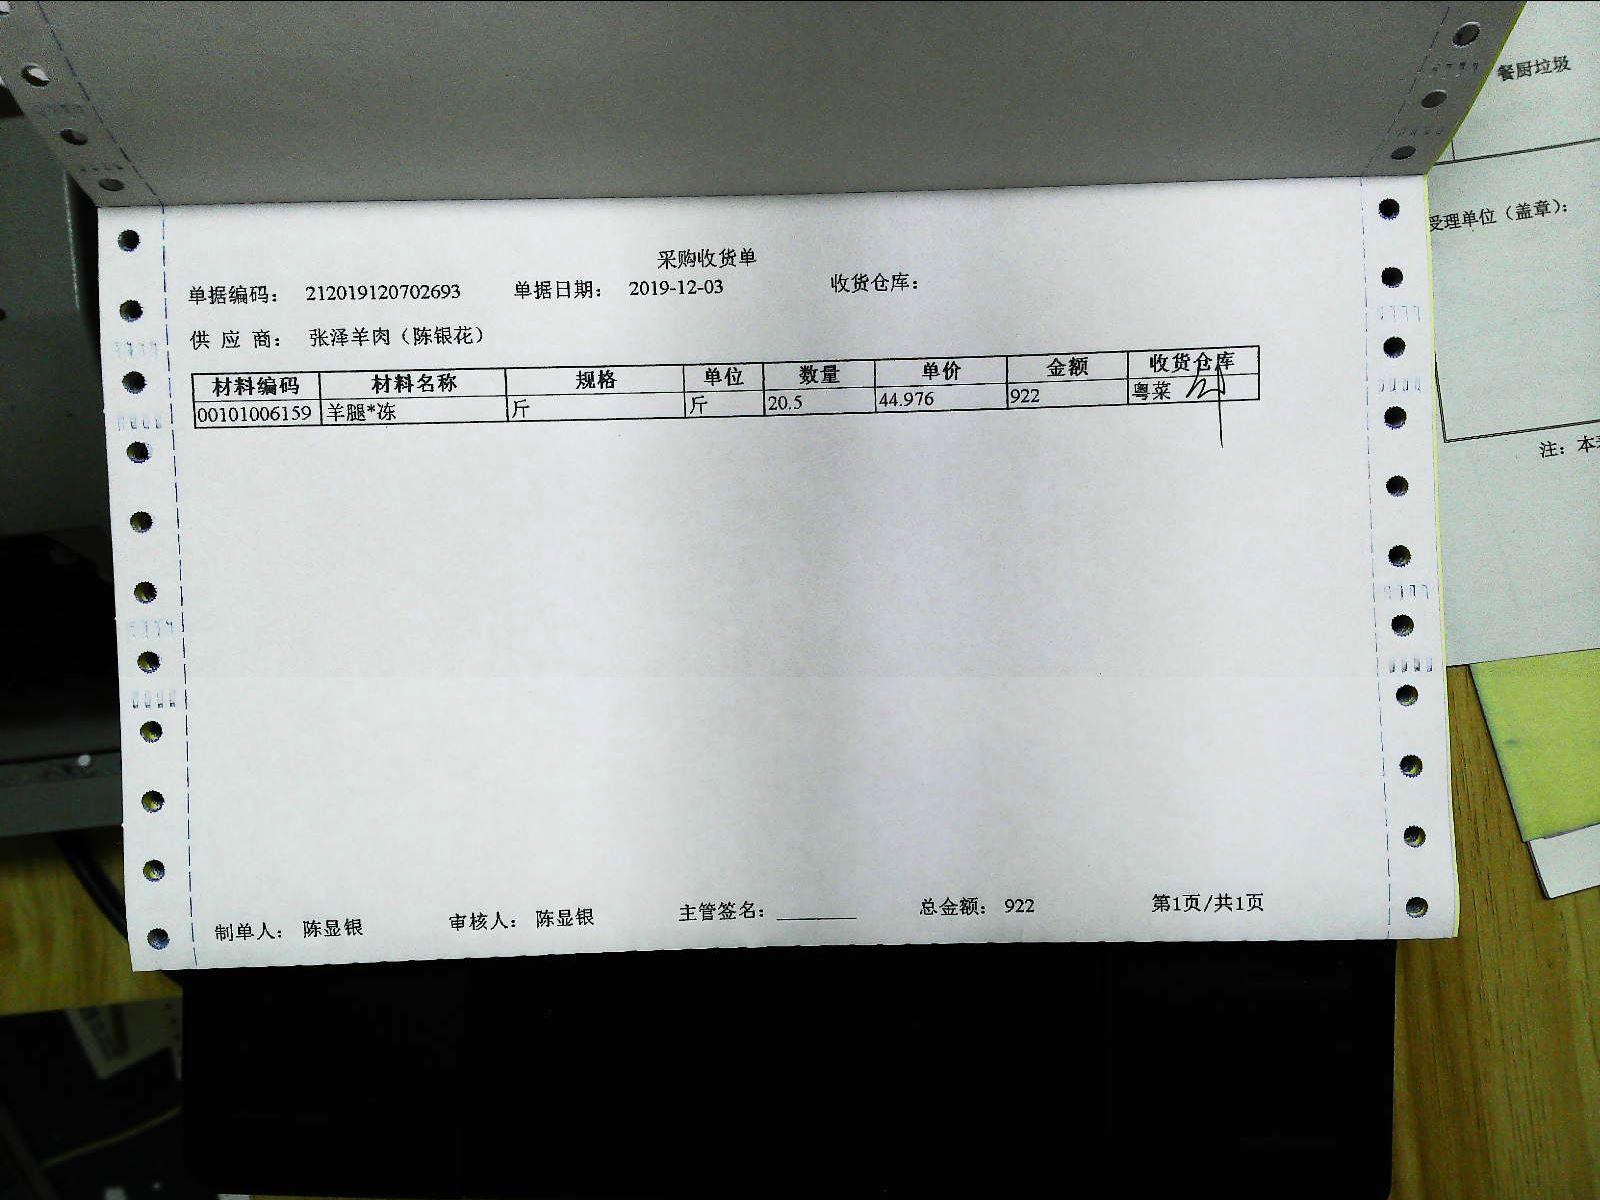 采购收货单
单据编码： 212019120702693 单据日期： 2019-12-03 收货仓库：
供 应 商： 张泽羊肉（陈银花）
材料编码 材料名称 规格 单位 数量 单价 金额 收货仓库
00101006159 羊腿*冻 斤 斤 20.5 44.976 922 粤菜
制单人： 陈显银 审核人： 陈显银 主管签名：________ 总金额： 922 第1页/共1页
餐厨垃圾
受理单位（盖章）：
注：本